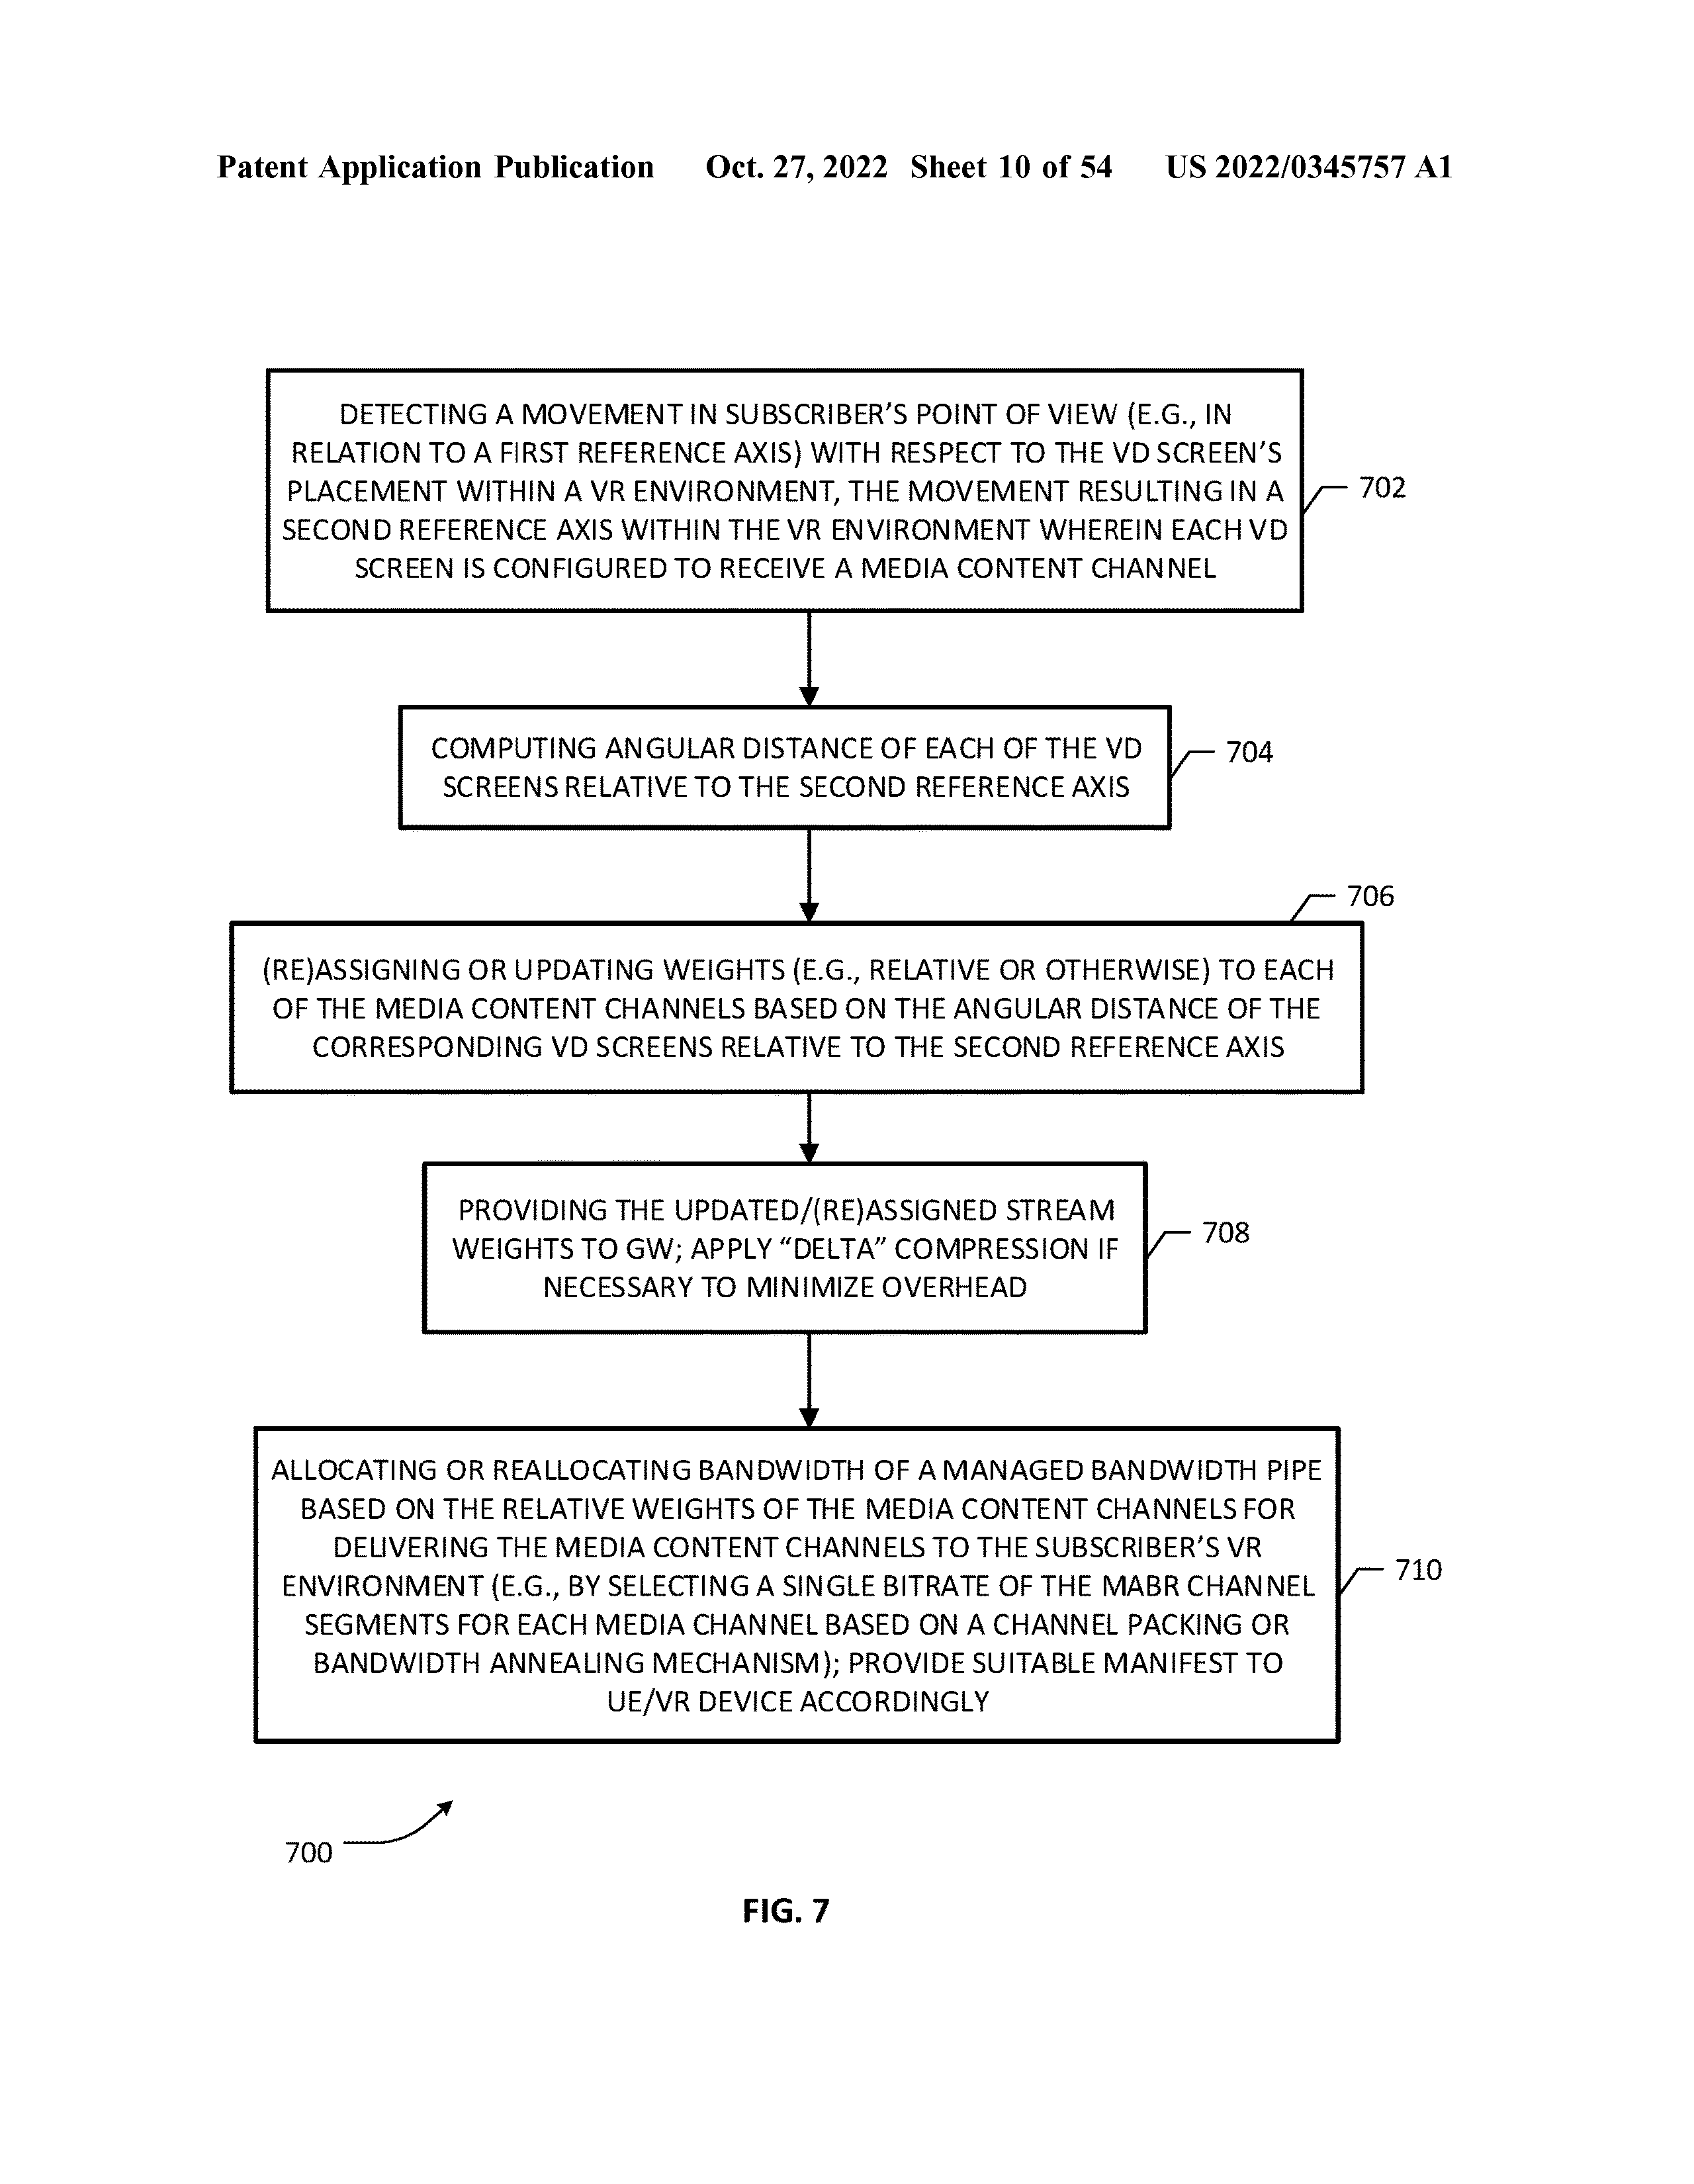 Patent Application Publication Oct. 27, 2022 Sheet 10 of 54 US 2022/0345757 A1
DETECTING A MOVEMENT IN SUBSCRIBER’S POINT OF VIEW (E.G., IN
RELATION TO A FIRST REFERENCE AXIS) WITH RESPECT TO THE VD SCREEN’S
PLACEMENT WITHIN A VR ENVIRONMENT, THE MOVEMENT RESULTING IN A
SECOND REFERENCE AXIS WITHIN THE VR ENVIRONMENT WHEREIN EACH VD
SCREEN IS CONFIGURED TO RECEIVE A MEDIA CONTENT CHANNEL
702
COMPUTING ANGULAR DISTANCE OF EACH OF THE VD
SCREENS RELATIVE TO THE SECOND REFERENCE AXIS
704
706
(RE)ASSIGNING OR UPDATING WEIGHTS (E.G., RELATIVE OR OTHERWISE) TO EACH
OF THE MEDIA CONTENT CHANNELS BASED ON THE ANGULAR DISTANCE OF THE
CORRESPONDING VD SCREENS RELATIVE TO THE SECOND REFERENCE AXIS
PROVIDING THE UPDATED/(RE)ASSIGNED STREAM
WEIGHTS TO GW; APPLY “DELTA” COMPRESSION IF
NECESSARY TO MINIMIZE OVERHEAD
708
ALLOCATING OR REALLOCATING BANDWIDTH OF A MANAGED BANDWIDTH PIPE
BASED ON THE RELATIVE WEIGHTS OF THE MEDIA CONTENT CHANNELS FOR
DELIVERING THE MEDIA CONTENT CHANNELS TO THE SUBSCRIBER’S VR
ENVIRONMENT (E.G., BY SELECTING A SINGLE BITRATE OF THE MABR CHANNEL
SEGMENTS FOR EACH MEDIA CHANNEL BASED ON A CHANNEL PACKING OR
BANDWIDTH ANNEALING MECHANISM); PROVIDE SUITABLE MANIFEST TO
UE/VR DEVICE ACCORDINGLY
710
700
FIG. 7